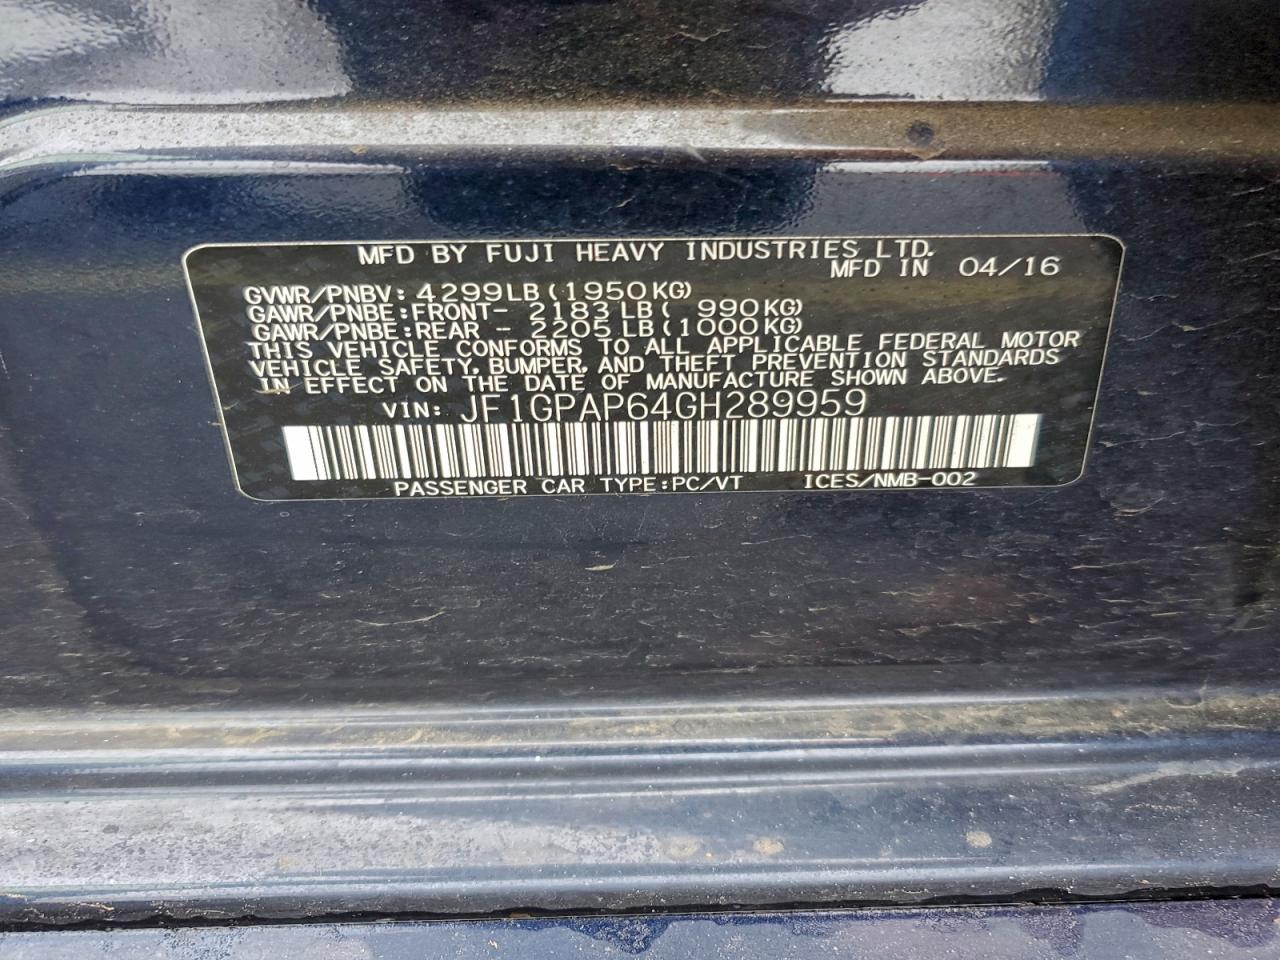 MFD BY FUJI HEAVY INDUSTRIES LTD.
MFD IN 04/16
GVWR/PNBV: 4299LB(1950KG)
GAWR/PNBE:FRONT- 2183LB( 990KG)
GAWR/PNBE:REAR - 2205LB(1000KG)
THIS VEHICLE CONFORMS TO ALL APPLICABLE FEDERAL MOTOR
VEHICLE SAFETY, BUMPER, AND THEFT PREVENTION STANDARDS
IN EFFECT ON THE DATE OF MANUFACTURE SHOWN ABOVE.
VIN: JF1GPAP64GH289959
PASSENGER CAR TYPE:PC/VT ICES/NMB-002